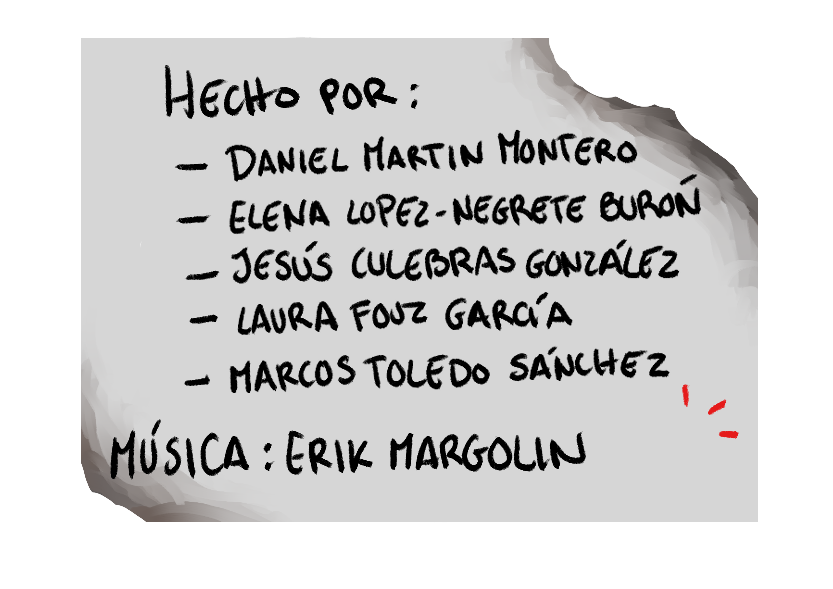 HECHO POR:
- DANIEL MARTIN MONTERO
- ELENA LOPEZ-NEGRETE BUROÑ
- JESÚS CULEBRAS GONZÁLEZ
- LAURA FOUZ GARCÍA
- MARCOS TOLEDO SÁNCHEZ
MÚSICA: ERIK MARGOLIN